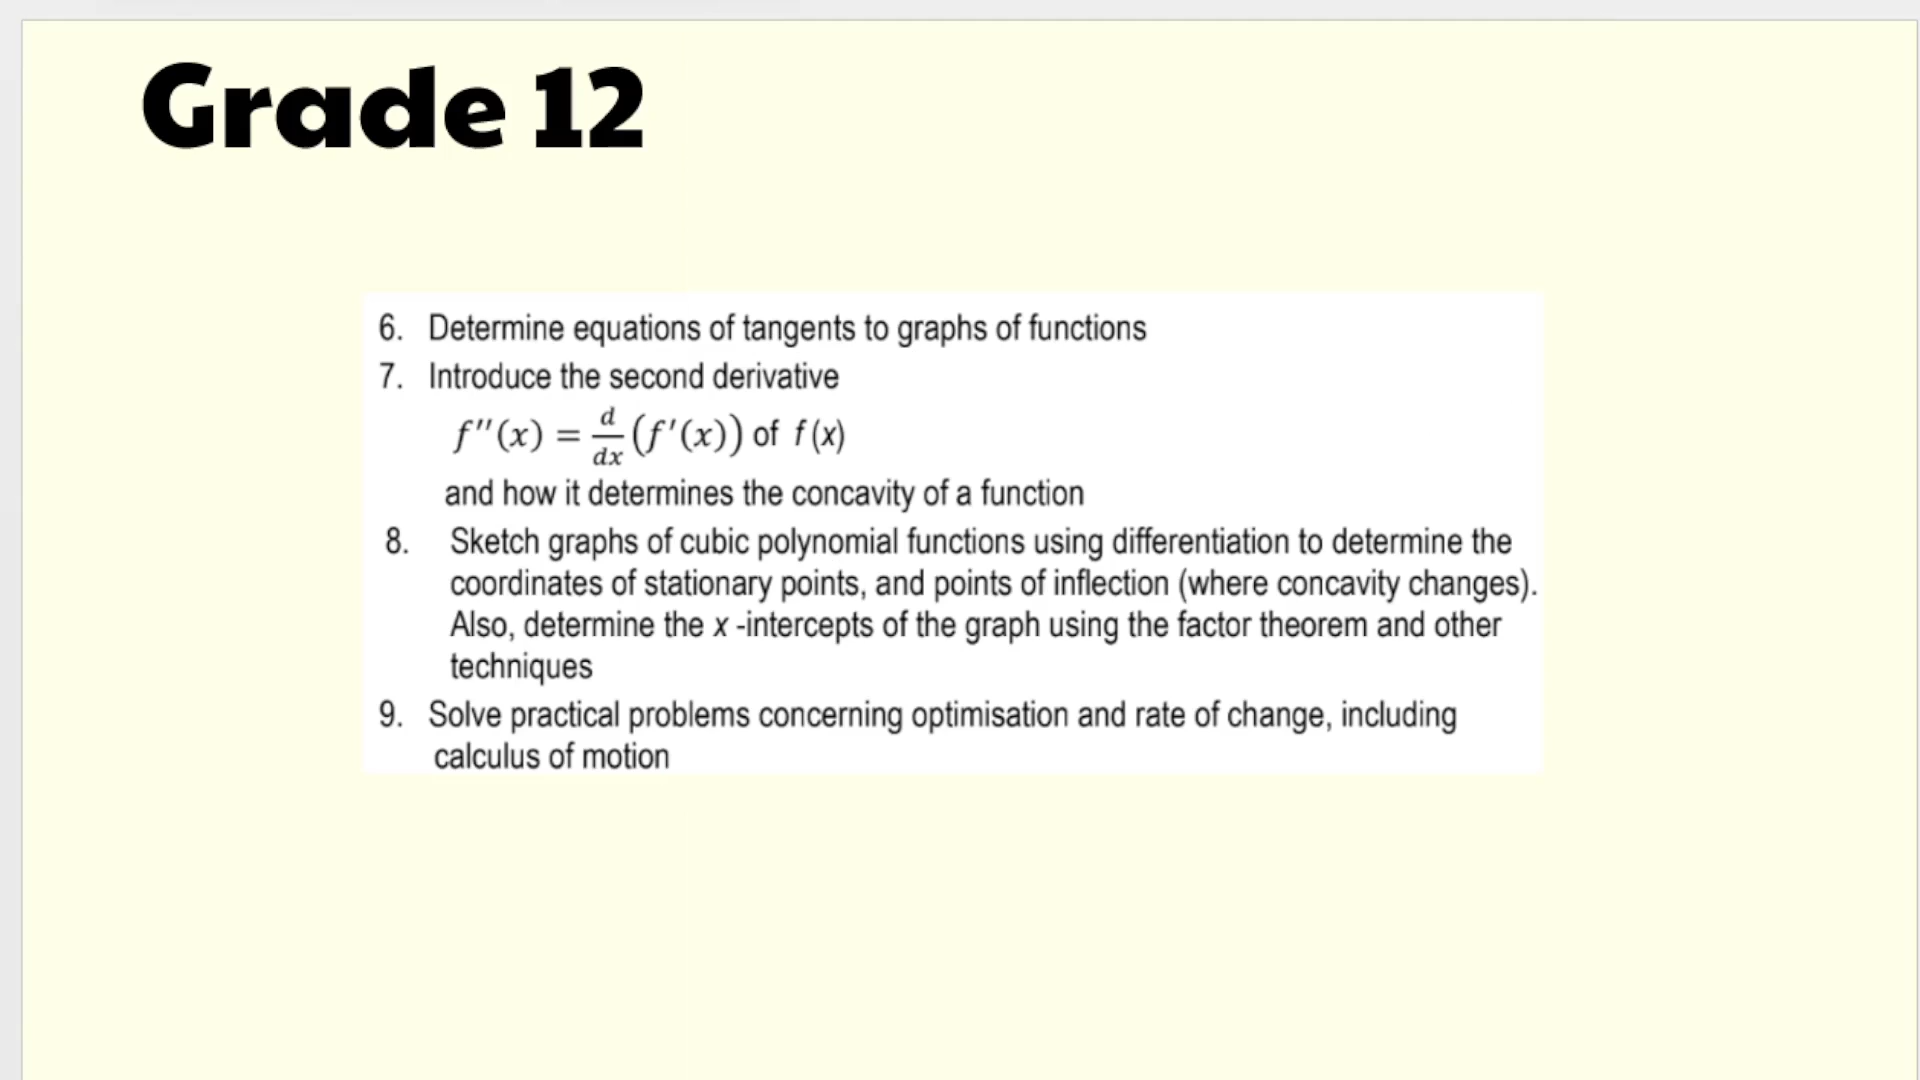 Grade 12
6. Determine equations of tangents to graphs of functions
7. Introduce the second derivative
f''(x) = d/dx (f'(x)) of f (x)
and how it determines the concavity of a function
8. Sketch graphs of cubic polynomial functions using differentiation to determine the
coordinates of stationary points, and points of inflection (where concavity changes).
Also, determine the x -intercepts of the graph using the factor theorem and other
techniques
9. Solve practical problems concerning optimisation and rate of change, including
calculus of motion